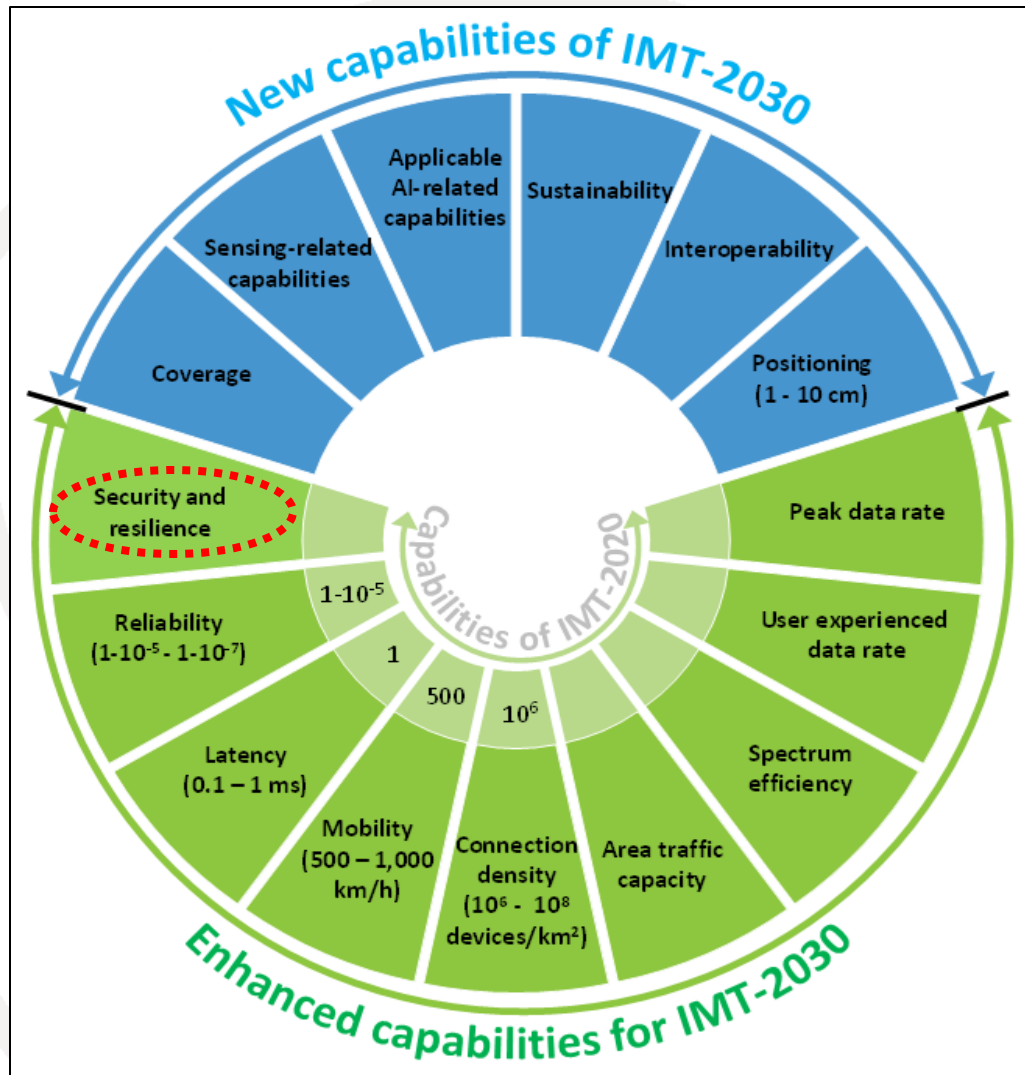 New capabilities of IMT-2030
Applicable
AI-related
capabilities
Sustainability
Sensing-related
capabilities
Interoperability
Coverage
Positioning
(1 - 10 cm)
Security and
resilience
Capabilities of IMT-2020
Peak data rate
1-10⁻⁵
Reliability
(1-10⁻⁵ - 1-10⁻⁷)
User experienced
data rate
1
500
10⁶
Latency
(0.1 – 1 ms)
Spectrum
efficiency
Mobility
(500 – 1,000
km/h)
Connection
density
(10⁶ - 10⁸
devices/km²)
Area traffic
capacity
Enhanced capabilities for IMT-2030